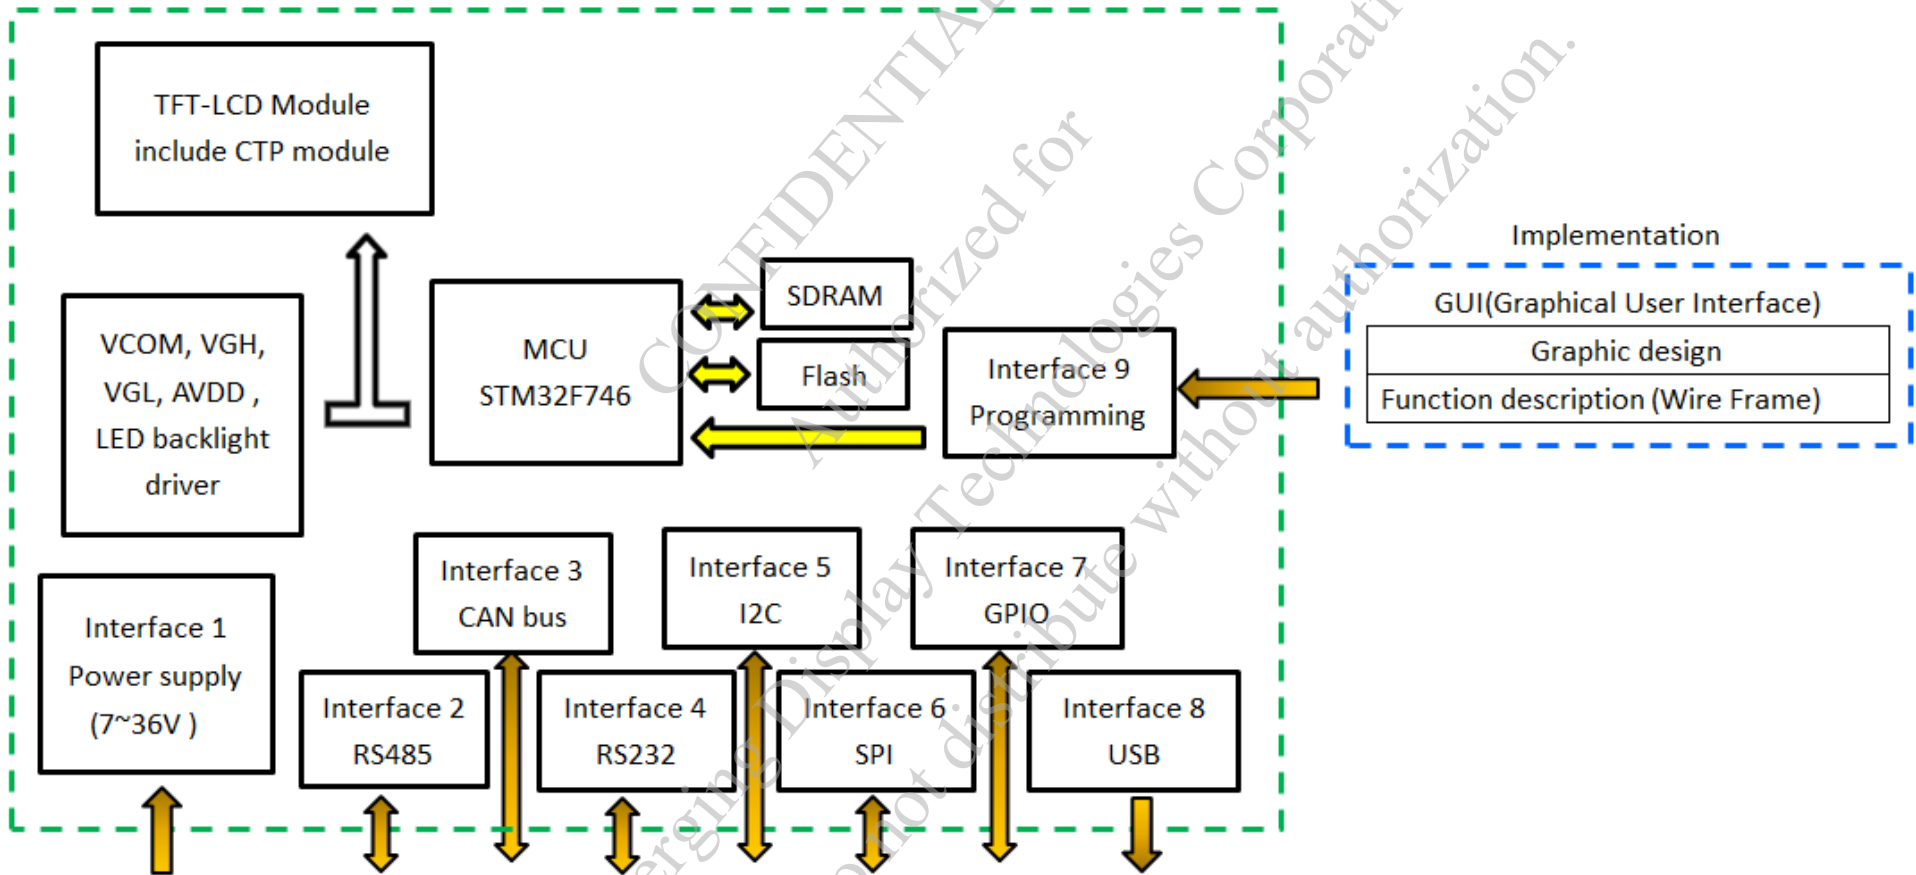 TFT-LCD Module
include CTP module
VCOM, VGH,
VGL, AVDD ,
LED backlight
driver
MCU
STM32F746
SDRAM
Flash
Interface 9
Programming
Implementation
GUI(Graphical User Interface)
Graphic design
Function description (Wire Frame)
Interface 1
Power supply
(7~36V )
Interface 2
RS485
Interface 3
CAN bus
Interface 4
RS232
Interface 5
I2C
Interface 6
SPI
Interface 7
GPIO
Interface 8
USB
CONFIDENTIAL
Authorized for
Display Technologies
not distribute without authorization.